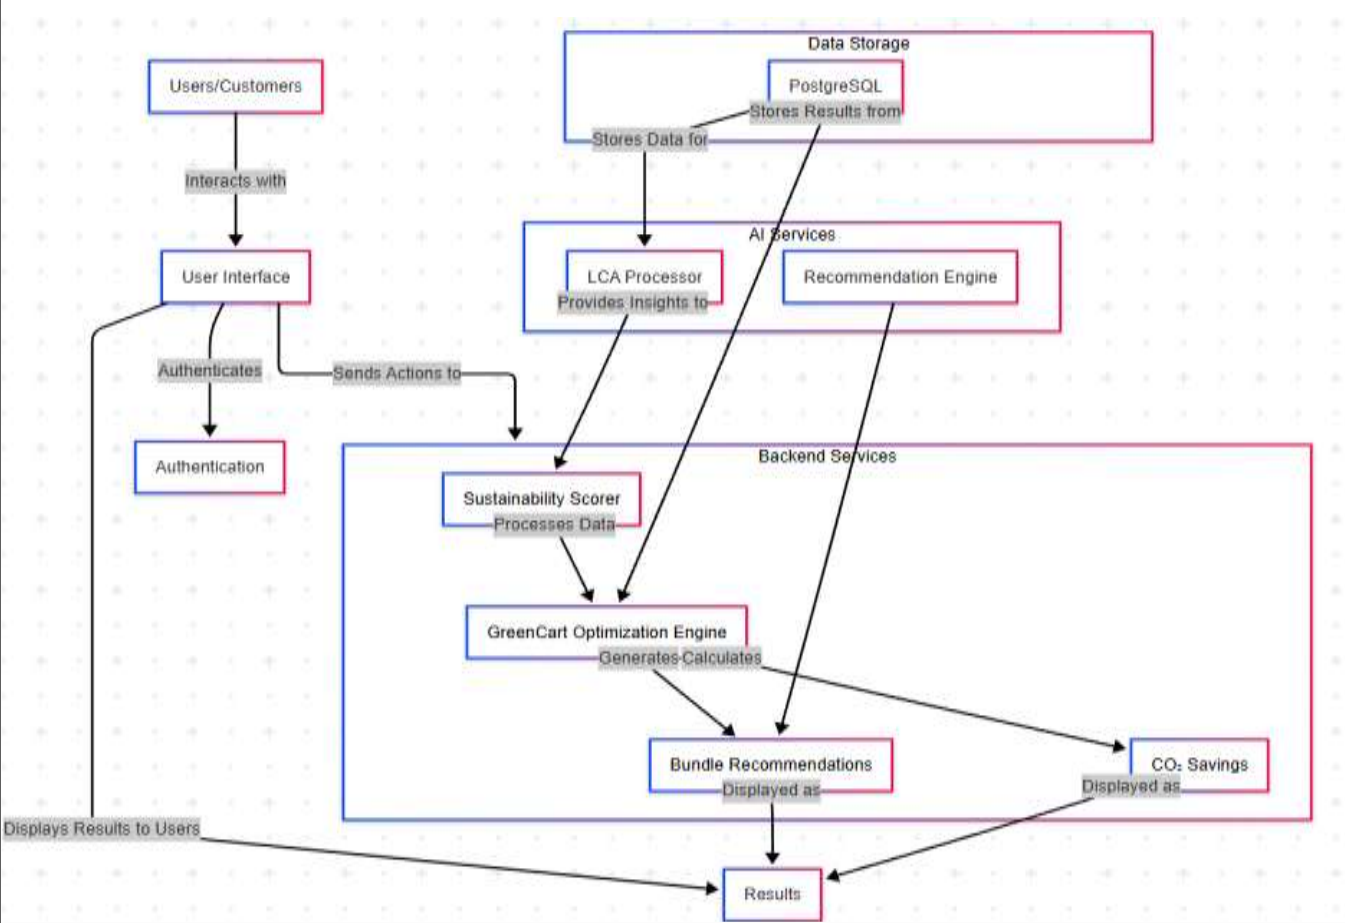 Data Storage
Users/Customers
PostgreSQL
Stores Results from
Stores Data for
Interacts with
AI Services
User Interface
LCA Processor
Recommendation Engine
Provides Insights to
Authenticates
Sends Actions to
Backend Services
Authentication
Sustainability Scorer
Processes Data
GreenCart Optimization Engine
Generates
Calculates
Bundle Recommendations
CO₂ Savings
Displayed as
Displayed as
Displays Results to Users
Results